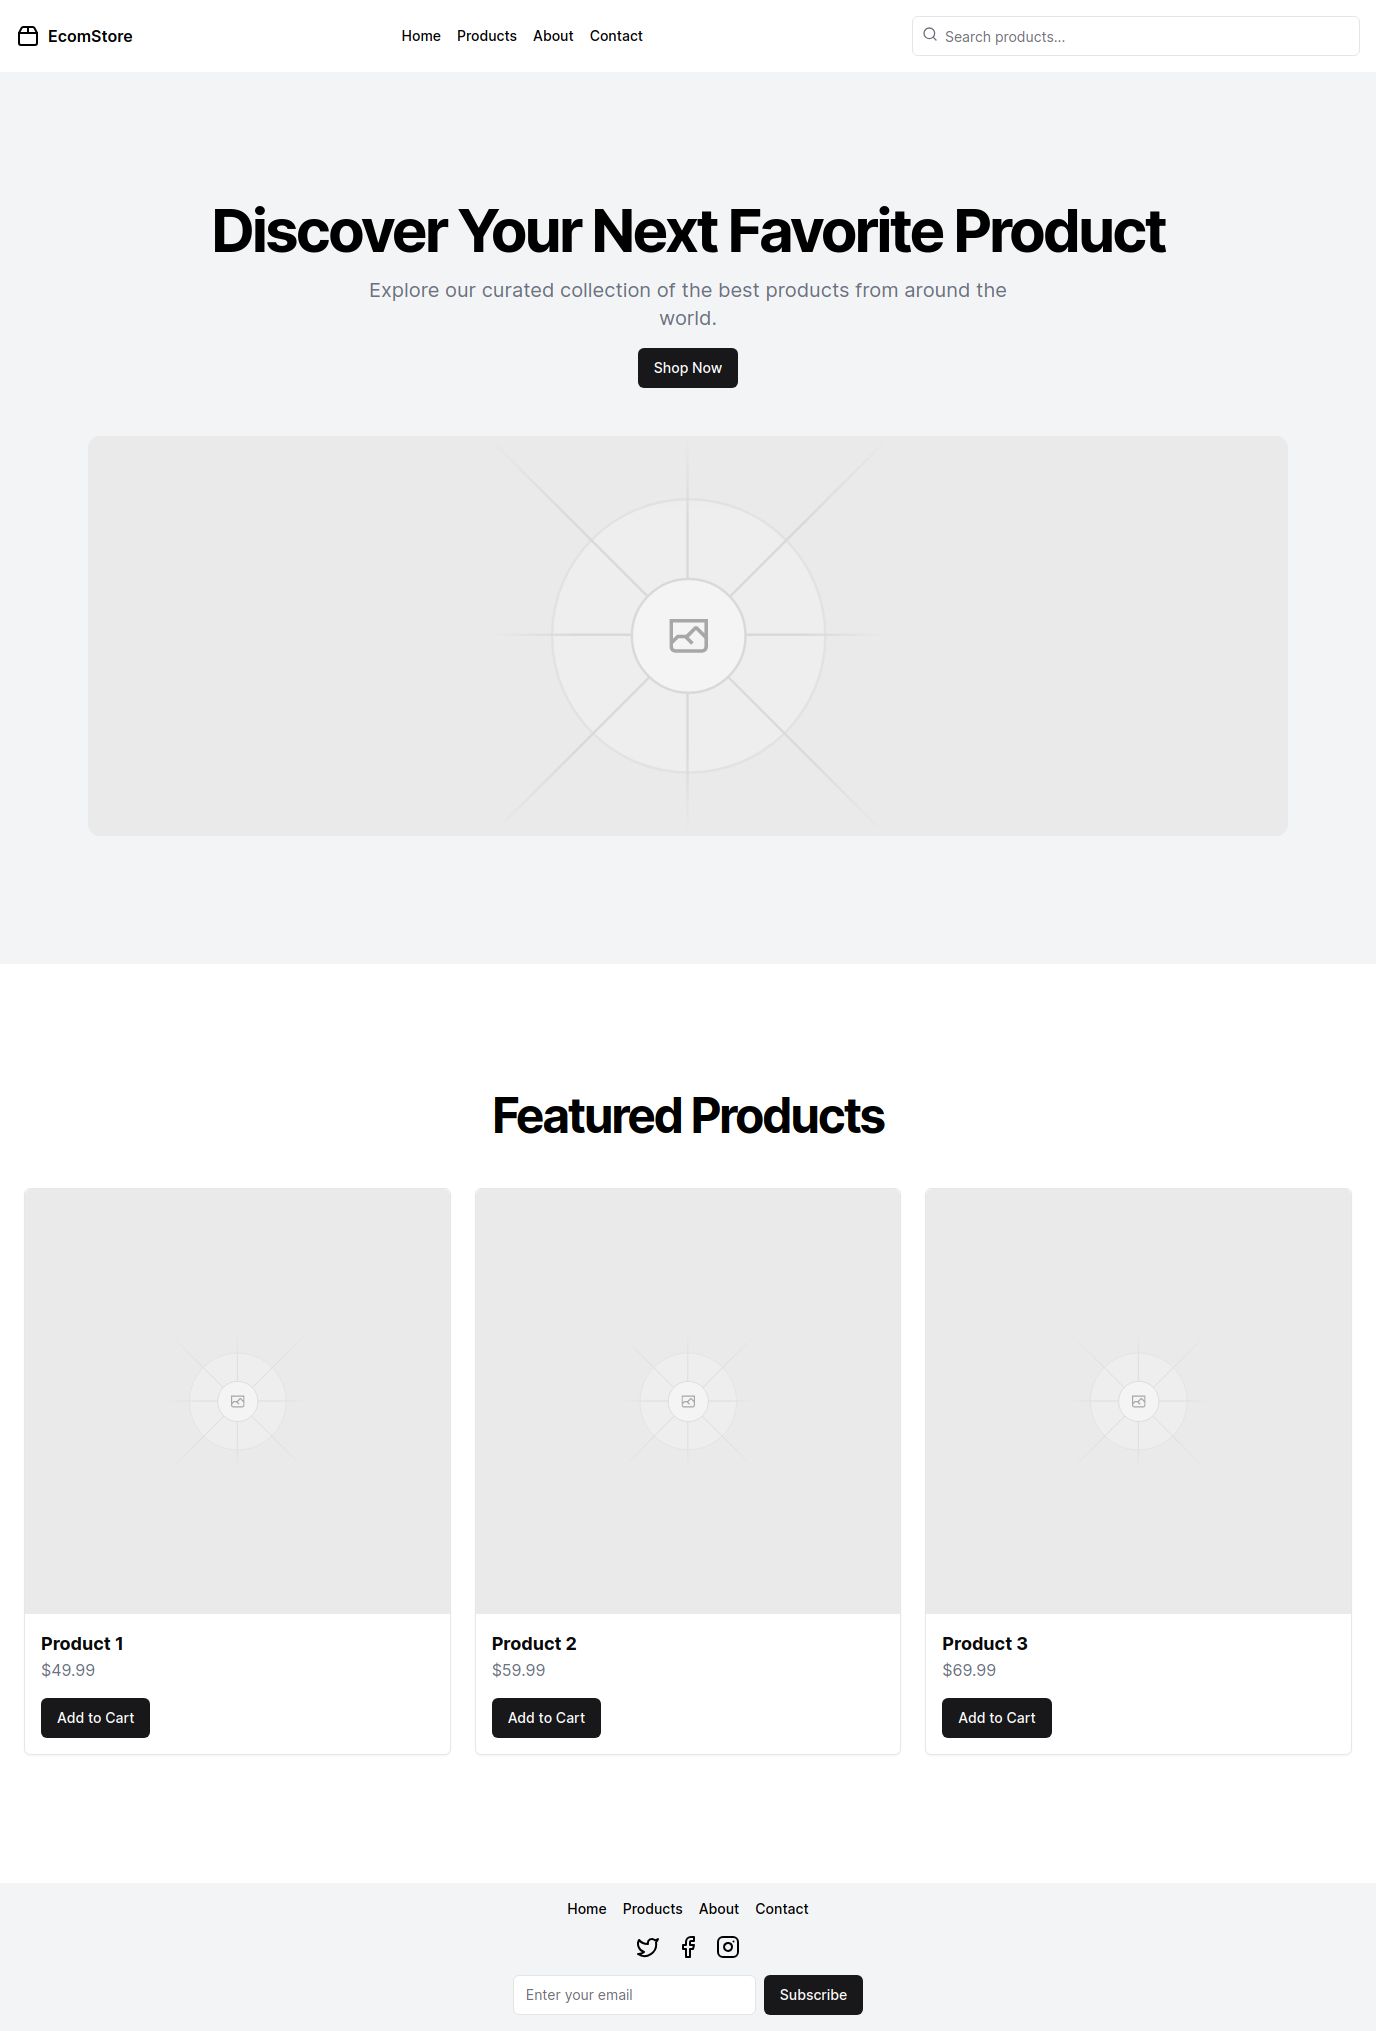 EcomStore
Home Products About Contact
Search products...
Discover Your Next Favorite Product
Explore our curated collection of the best products from around the
world.
Shop Now
Featured Products
Product 1
$49.99
Add to Cart
Product 2
$59.99
Add to Cart
Product 3
$69.99
Add to Cart
Home Products About Contact
Enter your email
Subscribe